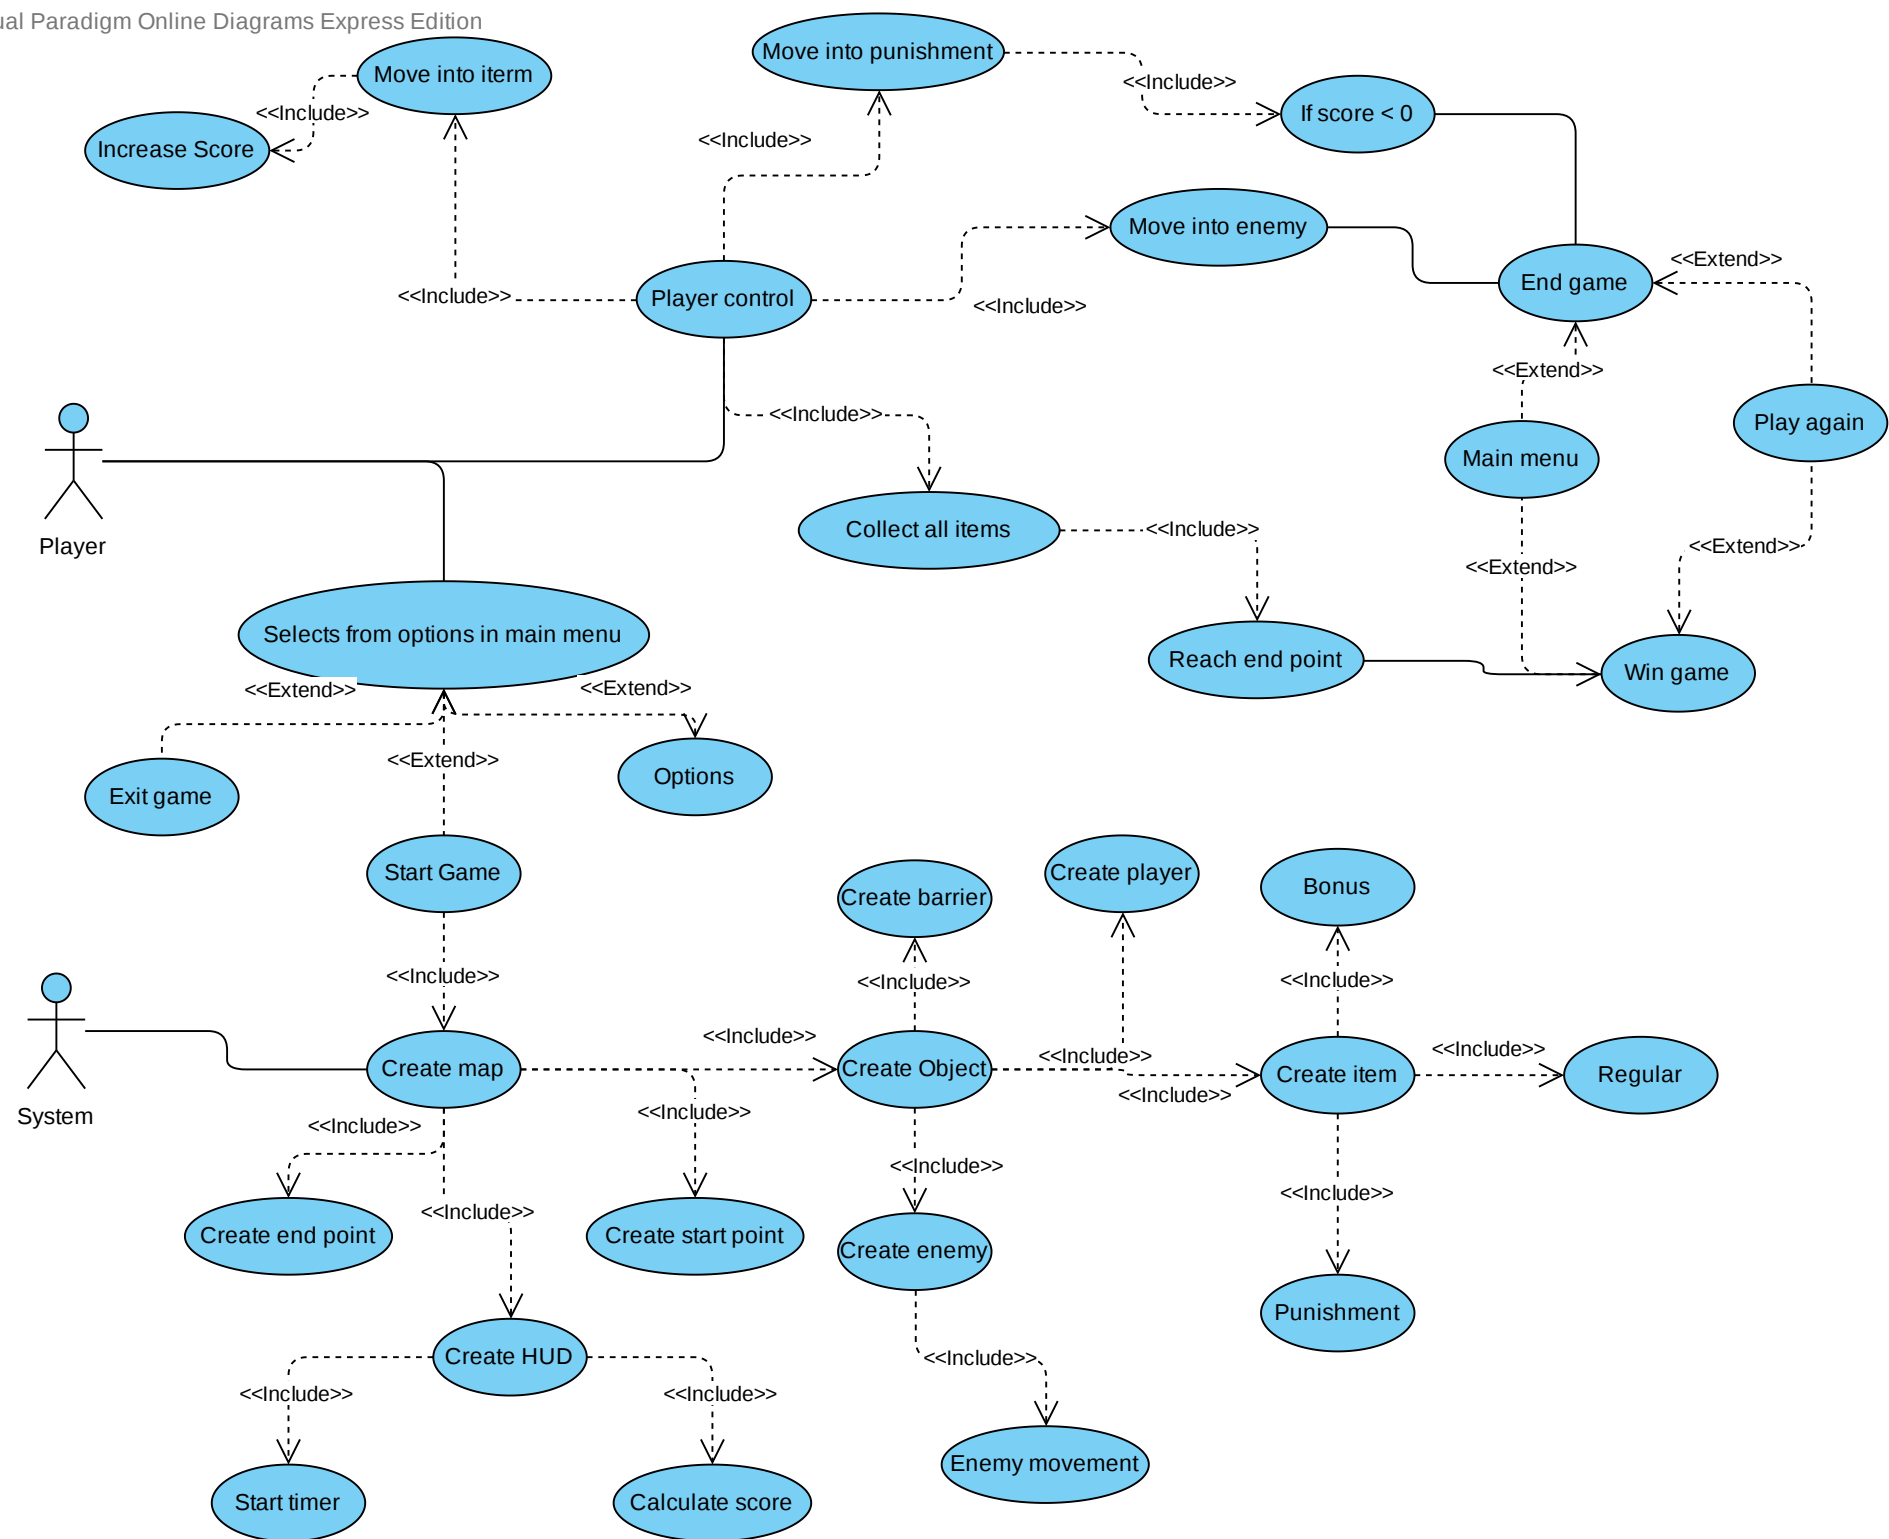 ual Paradigm Online Diagrams Express Edition
Move into punishment
Move into iterm
<<Include>>
<<Include>>
If score < 0
Increase Score
<<Include>>
Move into enemy
<<Extend>>
End game
<<Include>>
Player control
<<Include>>
<<Extend>>
<<Include>>
Play again
Main menu
Collect all items
<<Include>>
Player
<<Extend>>
<<Extend>>
Selects from options in main menu
Reach end point
Win game
<<Extend>>
<<Extend>>
<<Extend>>
Options
Exit game
Start Game
Create player
Bonus
Create barrier
<<Include>>
<<Include>>
<<Include>>
<<Include>>
<<Include>>
<<Include>>
Create map
Create Object
Create item
Regular
<<Include>>
System
<<Include>>
<<Include>>
<<Include>>
<<Include>>
<<Include>>
Create end point
Create start point
Create enemy
Punishment
Create HUD
<<Include>>
<<Include>>
<<Include>>
Enemy movement
Start timer
Calculate score